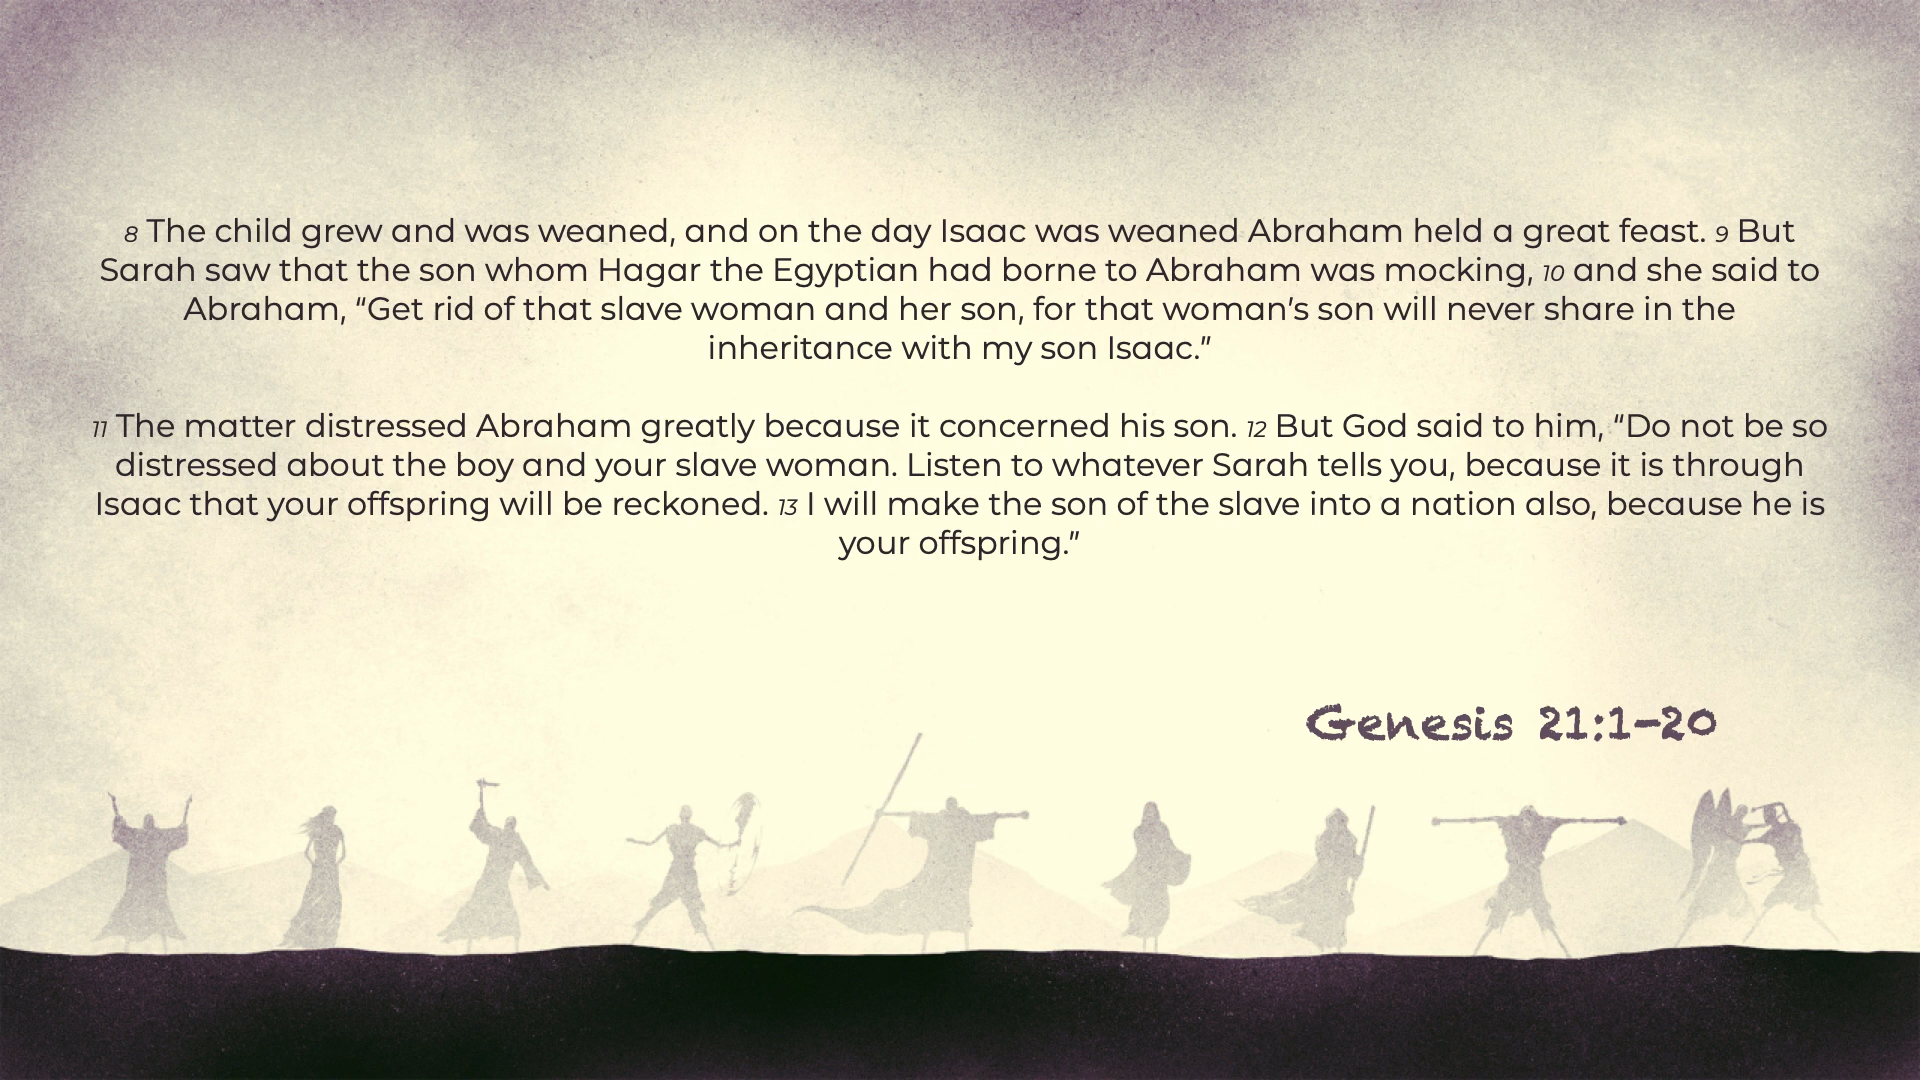 8 The child grew and was weaned, and on the day Isaac was weaned Abraham held a great feast. 9 But
Sarah saw that the son whom Hagar the Egyptian had borne to Abraham was mocking, 10 and she said to
Abraham, “Get rid of that slave woman and her son, for that woman’s son will never share in the
inheritance with my son Isaac.”
11 The matter distressed Abraham greatly because it concerned his son. 12 But God said to him, “Do not be so
distressed about the boy and your slave woman. Listen to whatever Sarah tells you, because it is through
Isaac that your offspring will be reckoned. 13 I will make the son of the slave into a nation also, because he is
your offspring.”
Genesis 21:1-20